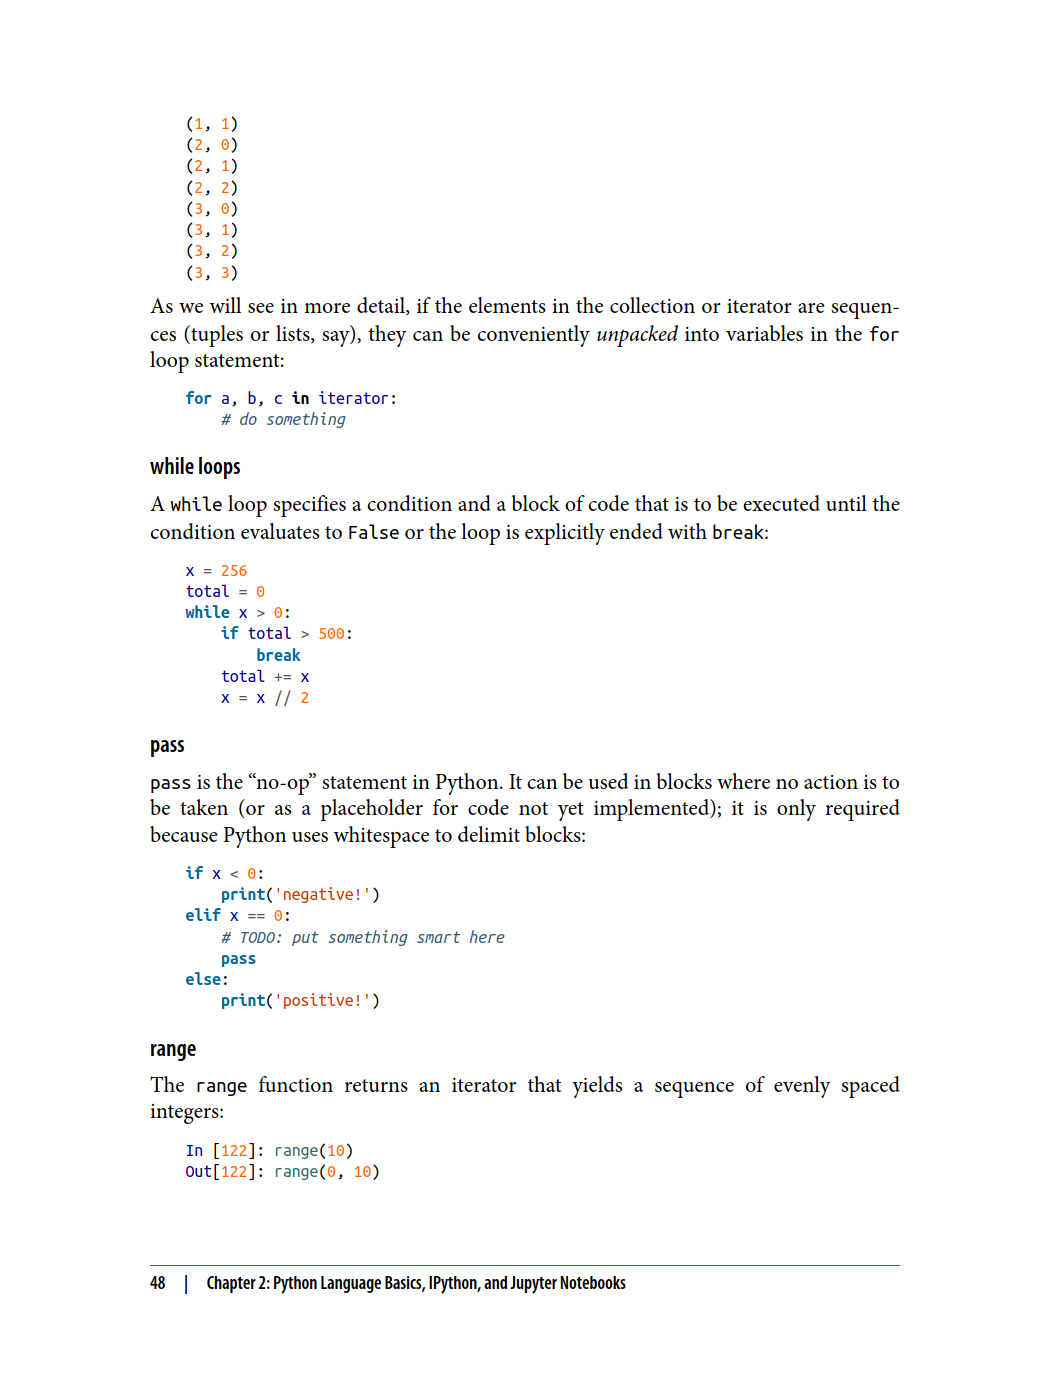 (1, 1)
(2, 0)
(2, 1)
(2, 2)
(3, 0)
(3, 1)
(3, 2)
(3, 3)
As we will see in more detail, if the elements in the collection or iterator are sequen-
ces (tuples or lists, say), they can be conveniently unpacked into variables in the for
loop statement:
for a, b, c in iterator:
    # do something
while loops
A while loop specifies a condition and a block of code that is to be executed until the
condition evaluates to False or the loop is explicitly ended with break:
x = 256
total = 0
while x > 0:
    if total > 500:
        break
    total += x
    x = x // 2
pass
pass is the “no-op” statement in Python. It can be used in blocks where no action is to
be taken (or as a placeholder for code not yet implemented); it is only required
because Python uses whitespace to delimit blocks:
if x < 0:
    print('negative!')
elif x == 0:
    # TODO: put something smart here
    pass
else:
    print('positive!')
range
The range function returns an iterator that yields a sequence of evenly spaced
integers:
In [122]: range(10)
Out[122]: range(0, 10)
48 | Chapter 2: Python Language Basics, IPython, and Jupyter Notebooks